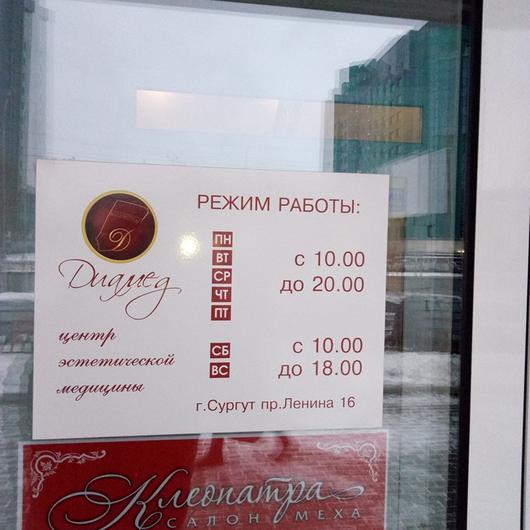 РЕЖИМ РАБОТЫ:
Д
Диамед
центр
эстетической
медицины
ПН
ВТ
СР
ЧТ
ПТ
с 10.00
до 20.00
СБ
ВС
с 10.00
до 18.00
г.Сургут пр.Ленина 16
Клеопатра
САЛОН МЕХА